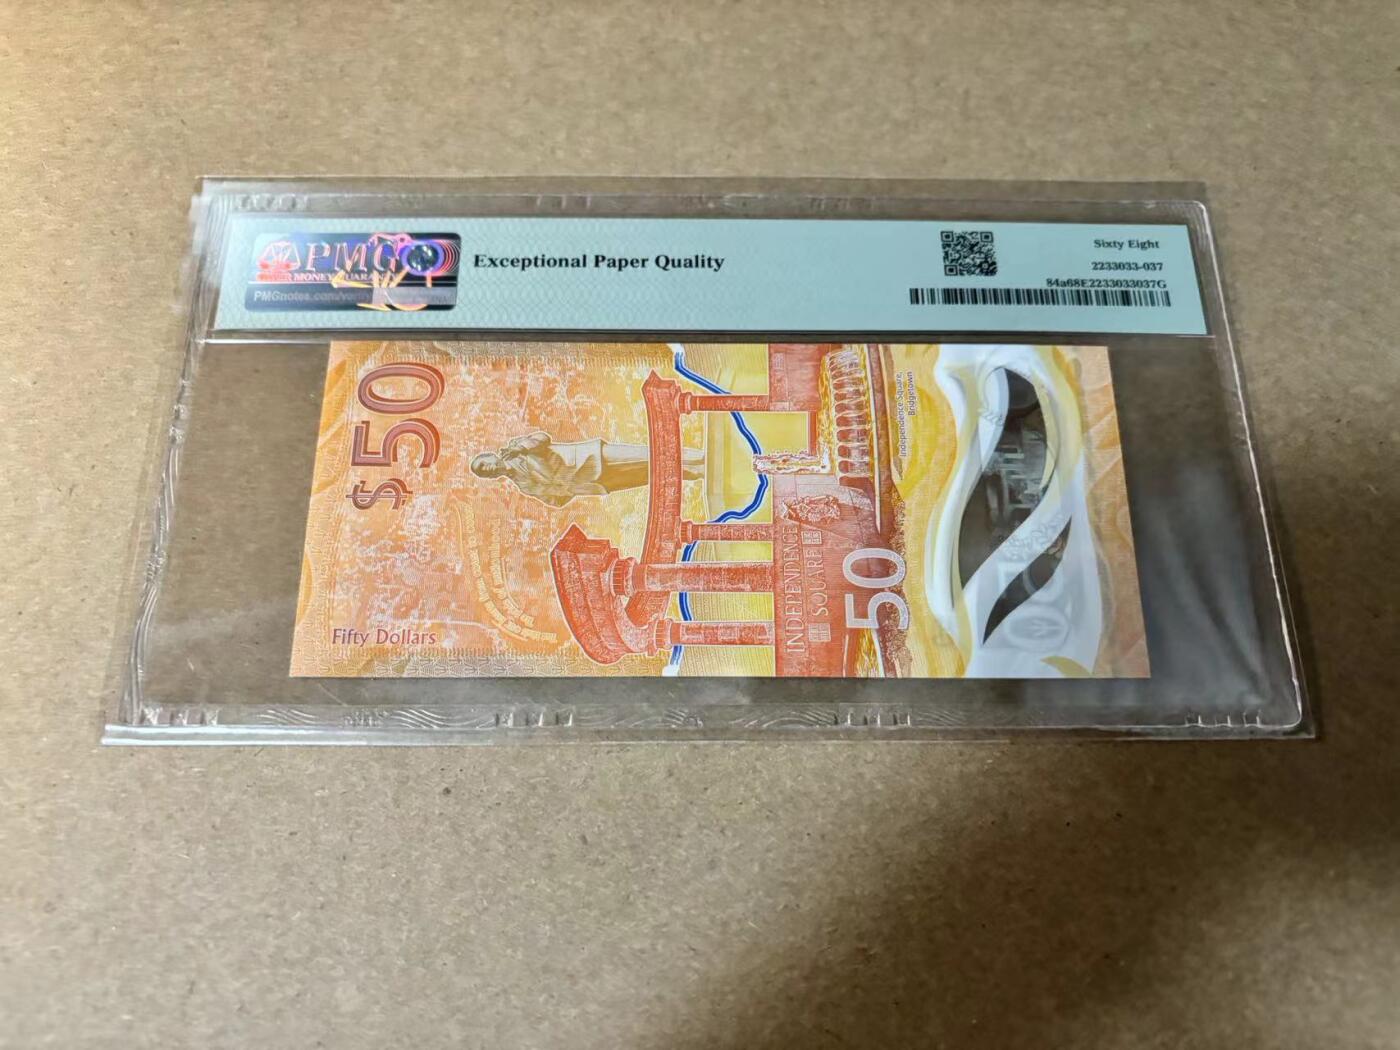 PMG
PAPER MONEY GUARANTY
PMGnotes.com/verify
Exceptional Paper Quality
Sixty Eight
2233033-037
84a68E2233033037G
$50
Fifty Dollars
INDEPENDENCE
SQUARE
50
Independence Square,
Bridgetown